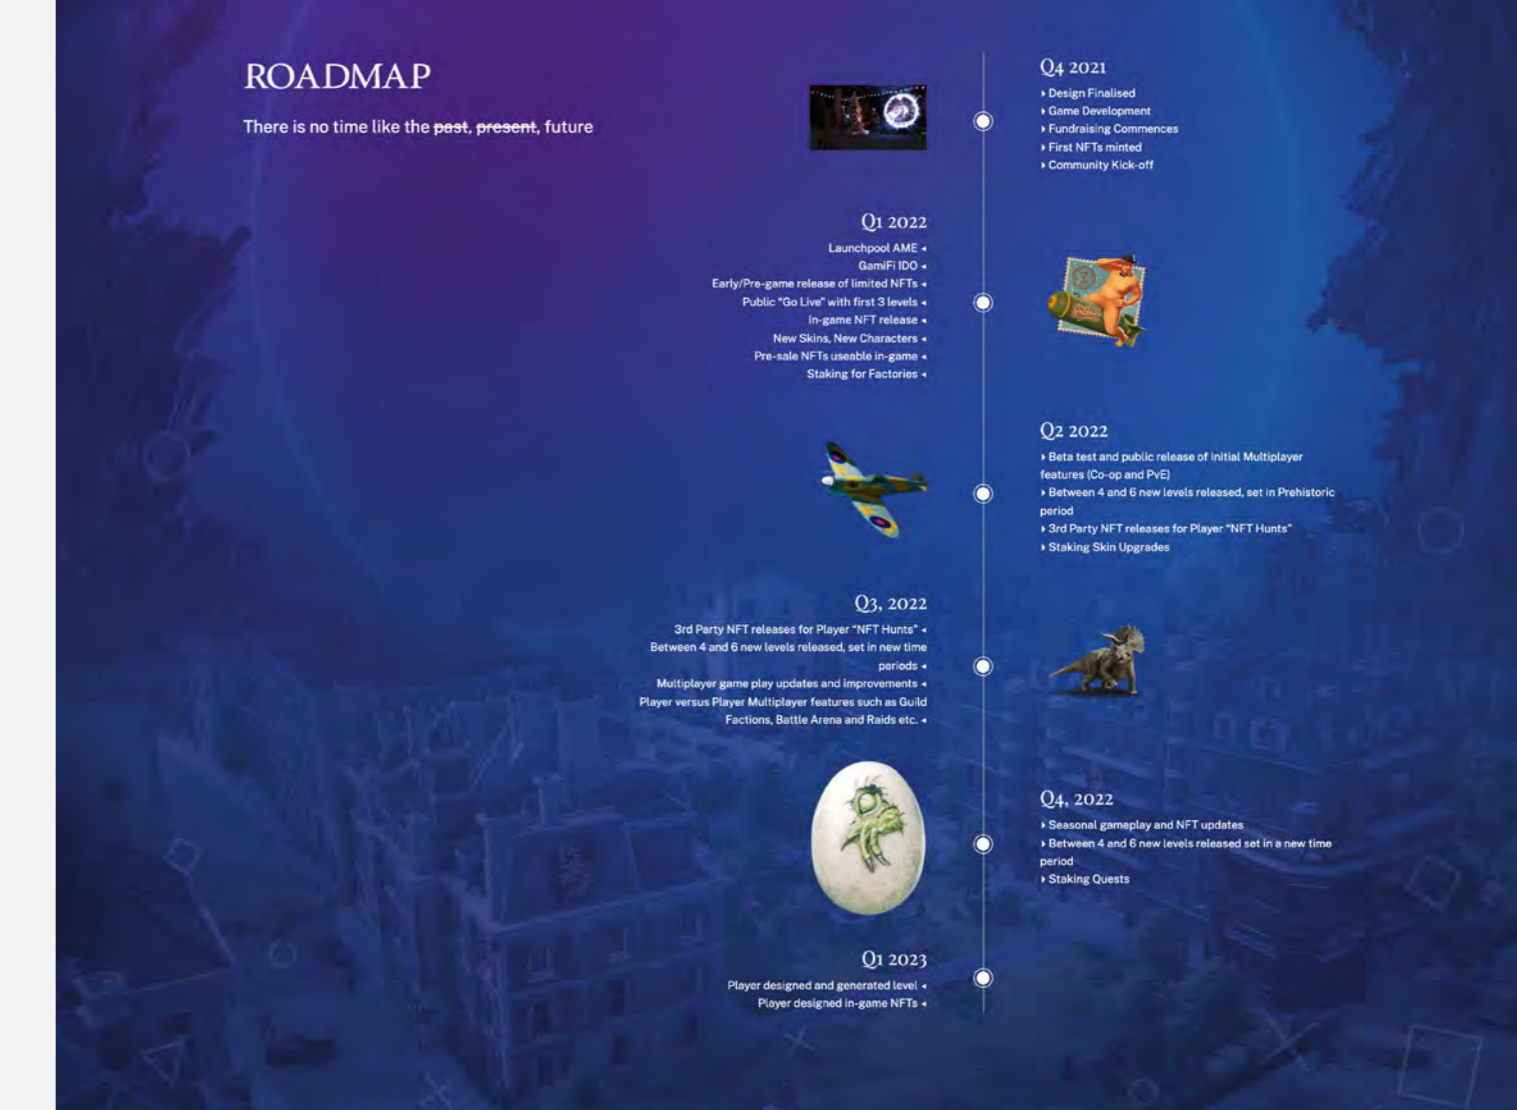 ROADMAP
There is no time like the past, present, future
Q4 2021
Design Finalised
Game Development
Fundraising Commences
First NFTs minted
Community Kick-off
Q1 2022
Launchpool AME
GamiFi IDO
Early/Pre-game release of limited NFTs
Public “Go Live” with first 3 levels
In-game NFT release
New Skins, New Characters
Pre-sale NFTs useable in-game
Staking for Factories
Q2 2022
Beta test and public release of Initial Multiplayer
features (Co-op and PvE)
Between 4 and 6 new levels released, set in Prehistoric
period
3rd Party NFT releases for Player “NFT Hunts”
Staking Skin Upgrades
Q3, 2022
3rd Party NFT releases for Player “NFT Hunts”
Between 4 and 6 new levels released, set in new time
periods
Multiplayer game play updates and improvements
Player versus Player Multiplayer features such as Guild
Factions, Battle Arena and Raids etc.
Q4, 2022
Seasonal gameplay and NFT updates
Between 4 and 6 new levels released set in a new time
period
Staking Quests
Q1 2023
Player designed and generated level
Player designed in-game NFTs